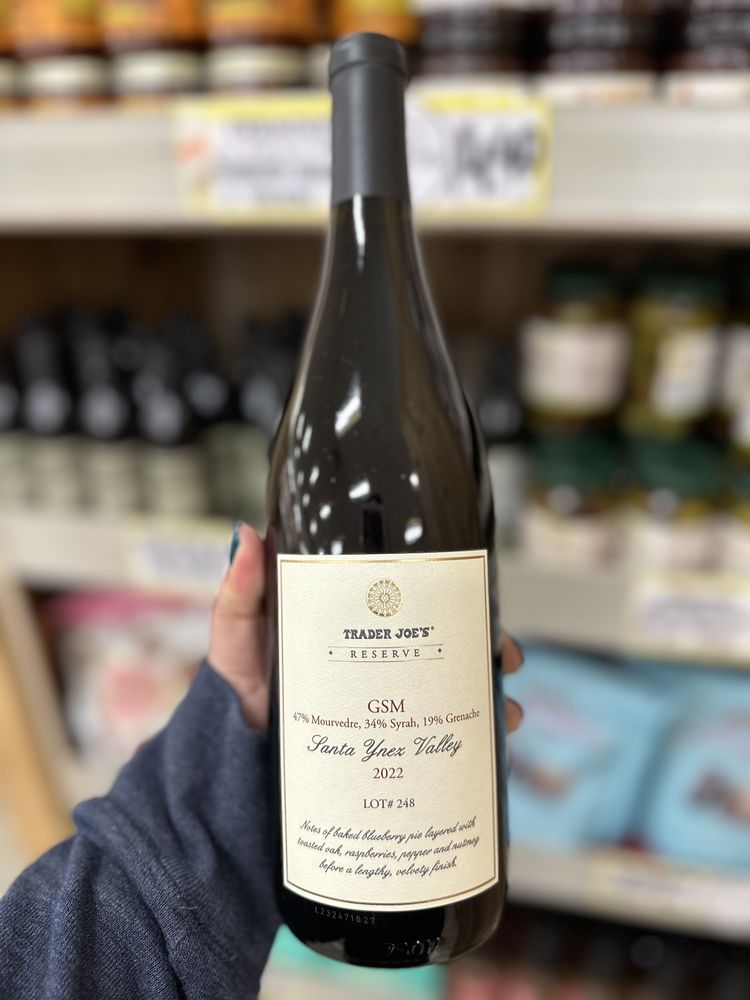 TRADER JOE'S®
RESERVE
GSM
47% Mourvedre, 34% Syrah, 19% Grenache
Santa Ynez Valley
2022
LOT# 248
Notes of baked blueberry pie layered with
toasted oak, raspberries, pepper and nutmeg
before a lengthy, velvety finish.